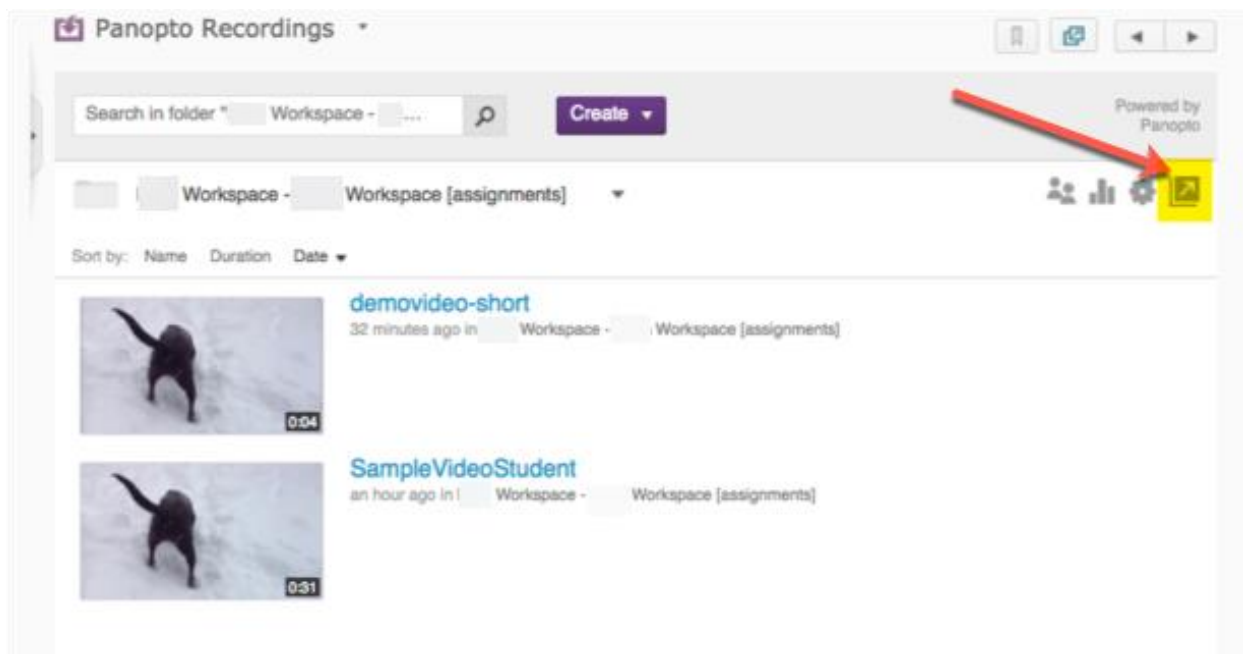 Panopto Recordings
Search in folder " Workspace - ...
Create
Powered by
Panopto
Workspace - Workspace [assignments]
Sort by: Name Duration Date
demovideo-short
32 minutes ago in Workspace - Workspace [assignments]
0:04
SampleVideoStudent
an hour ago in Workspace - Workspace [assignments]
0:31